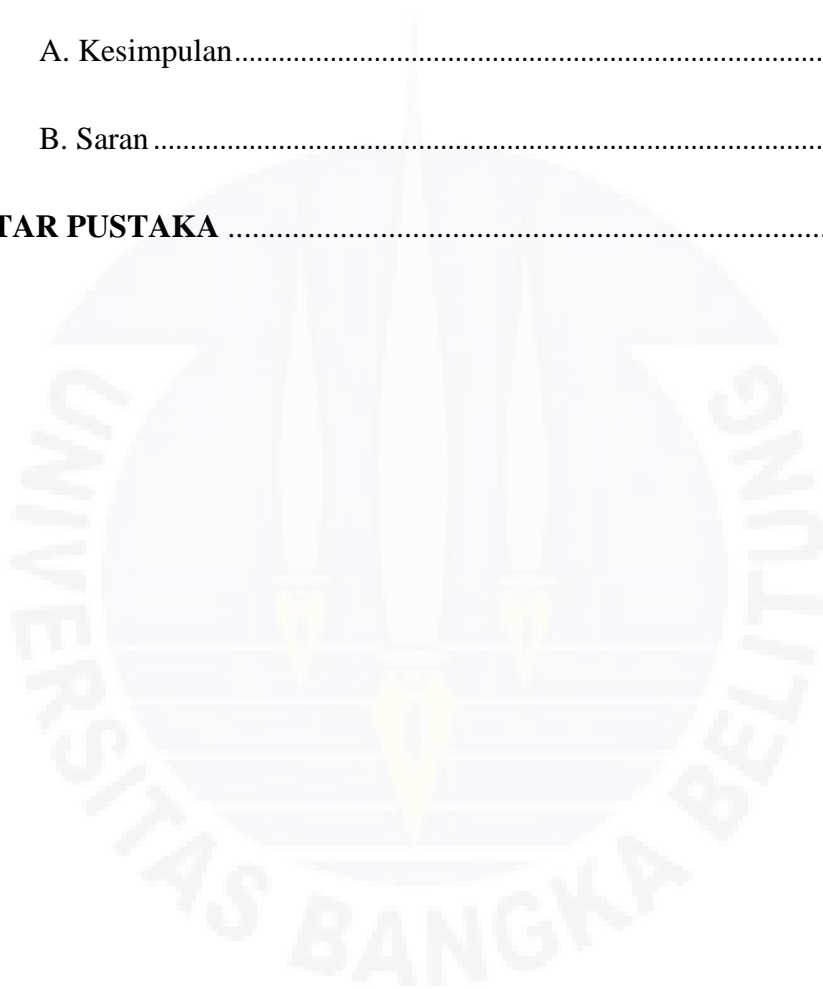 A. Kesimpulan................................................................................
B. Saran..........................................................................................
TAR PUSTAKA ..........................................................................
UNIVERSITAS BANGKA BELITUNG